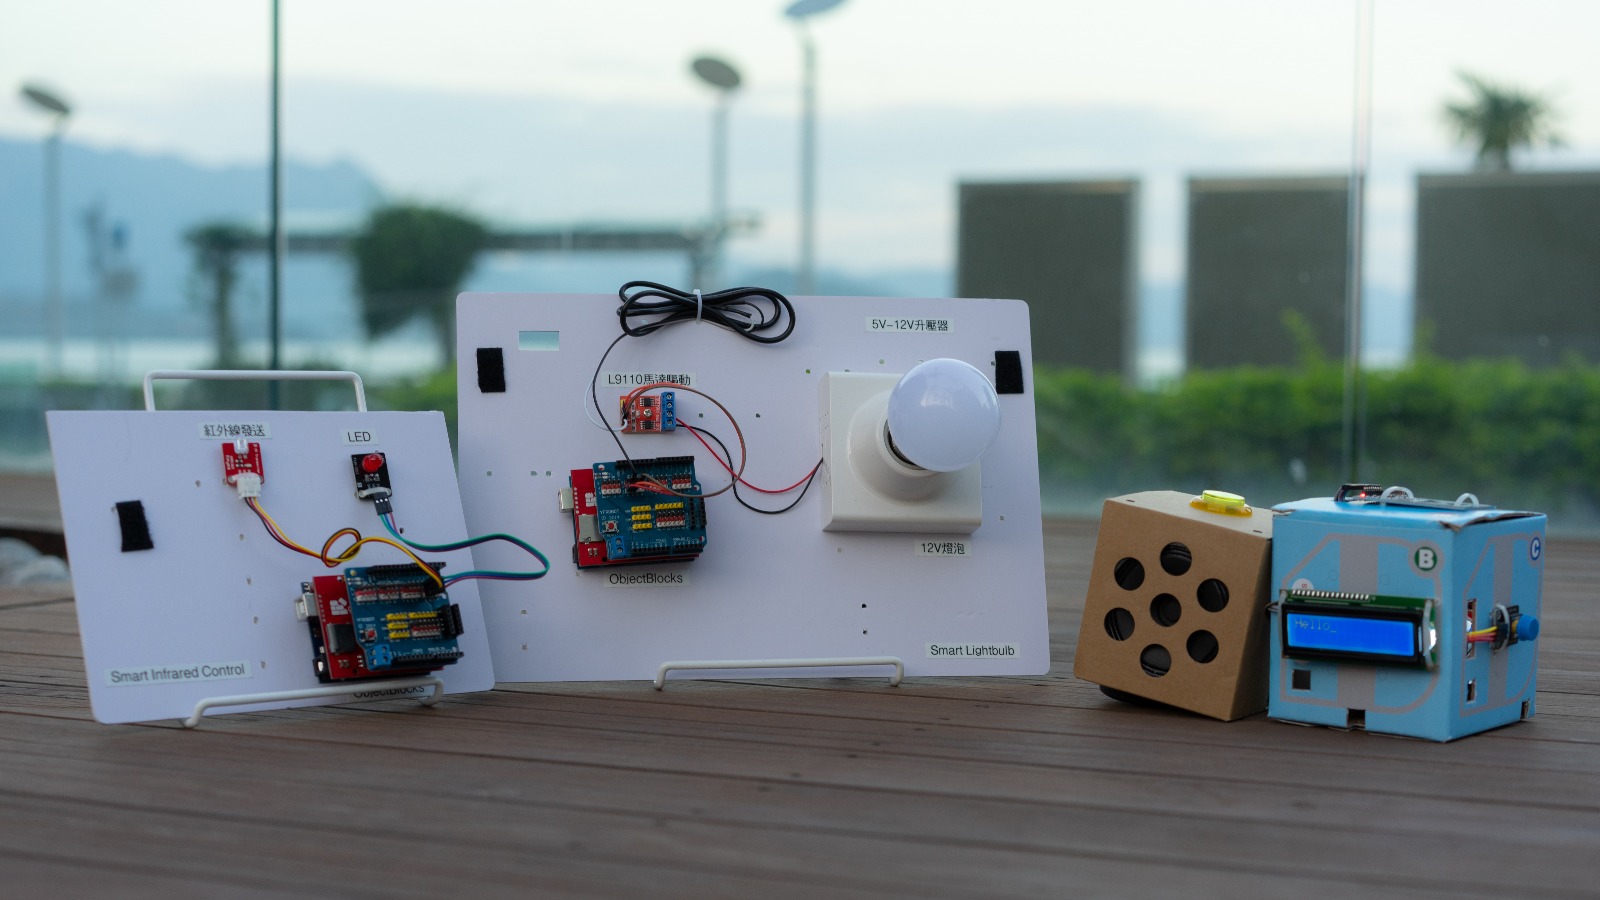 紅外線發送
LED
Smart Infrared Control
ObjectBlocks
5V-12V升壓器
L9110馬達驅動
ObjectBlocks
12V燈泡
Smart Lightbulb
Hello_
B
C